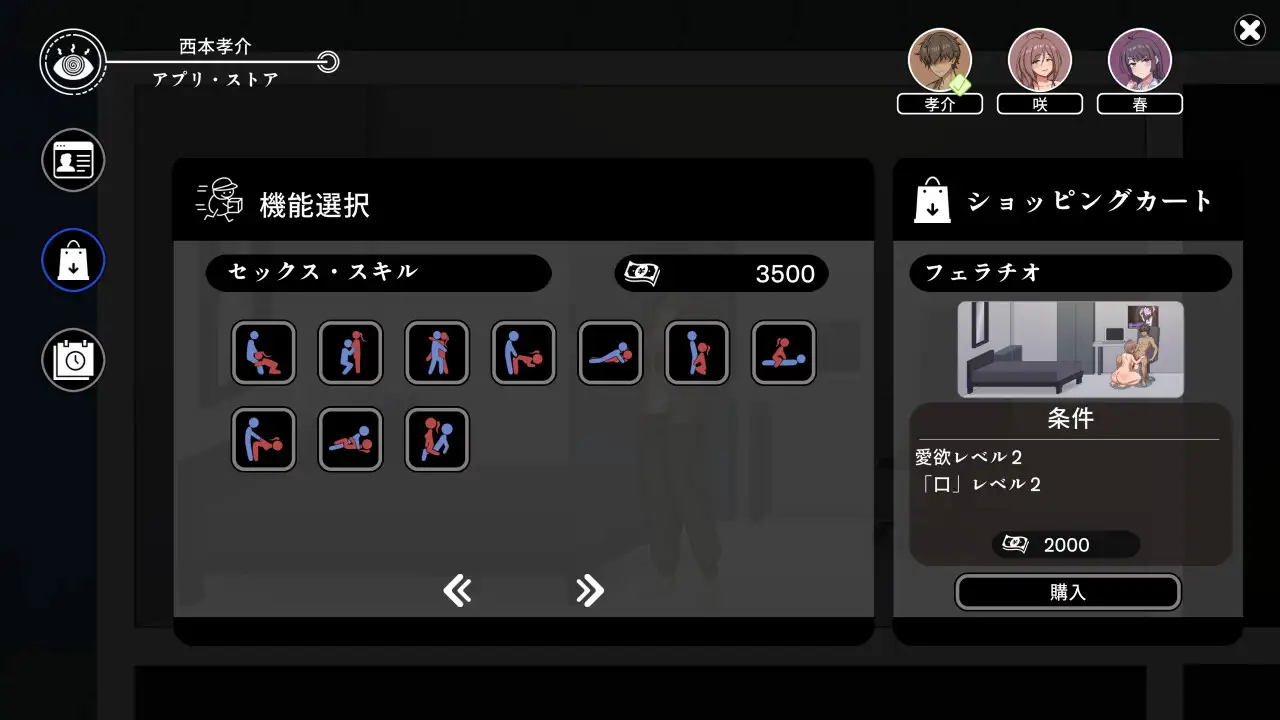 西本孝介
アプリ・ストア
孝介
咲
春
機能選択
セックス・スキル
3500
ショッピングカート
フェラチオ
条件
愛欲レベル２
「口」レベル２
2000
購入